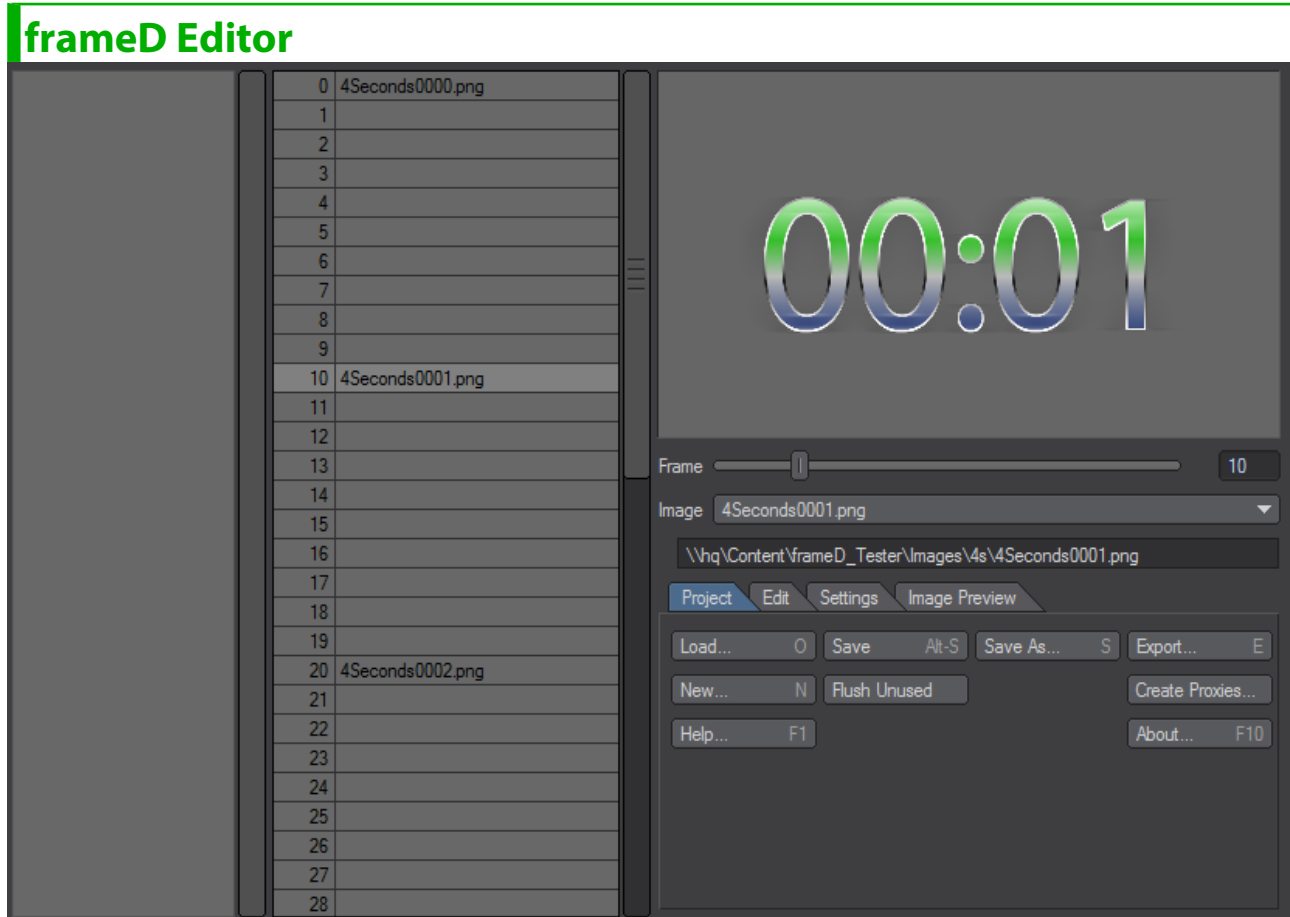 frameD Editor
0 4Seconds0000.png
1
2
3
4
5
6
7
8
9
10 4Seconds0001.png
11
12
13
14
15
16
17
18
19
20 4Seconds0002.png
21
22
23
24
25
26
27
28
00:01
Frame 10
Image 4Seconds0001.png
\\hq\Content\frameD_Tester\Images\4s\4Seconds0001.png
Project Edit Settings Image Preview
Load... O Save Alt-S Save As... S Export... E
New... N Flush Unused Create Proxies...
Help... F1 About... F10